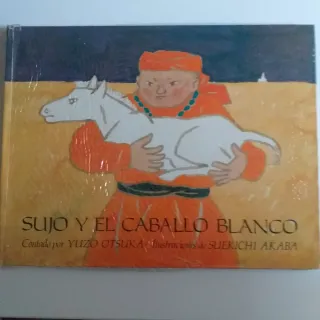 SUJO Y EL CABALLO BLANCO
Contado por YUZO OTSUKA · Ilustraciones de SUEKICHI AKABA